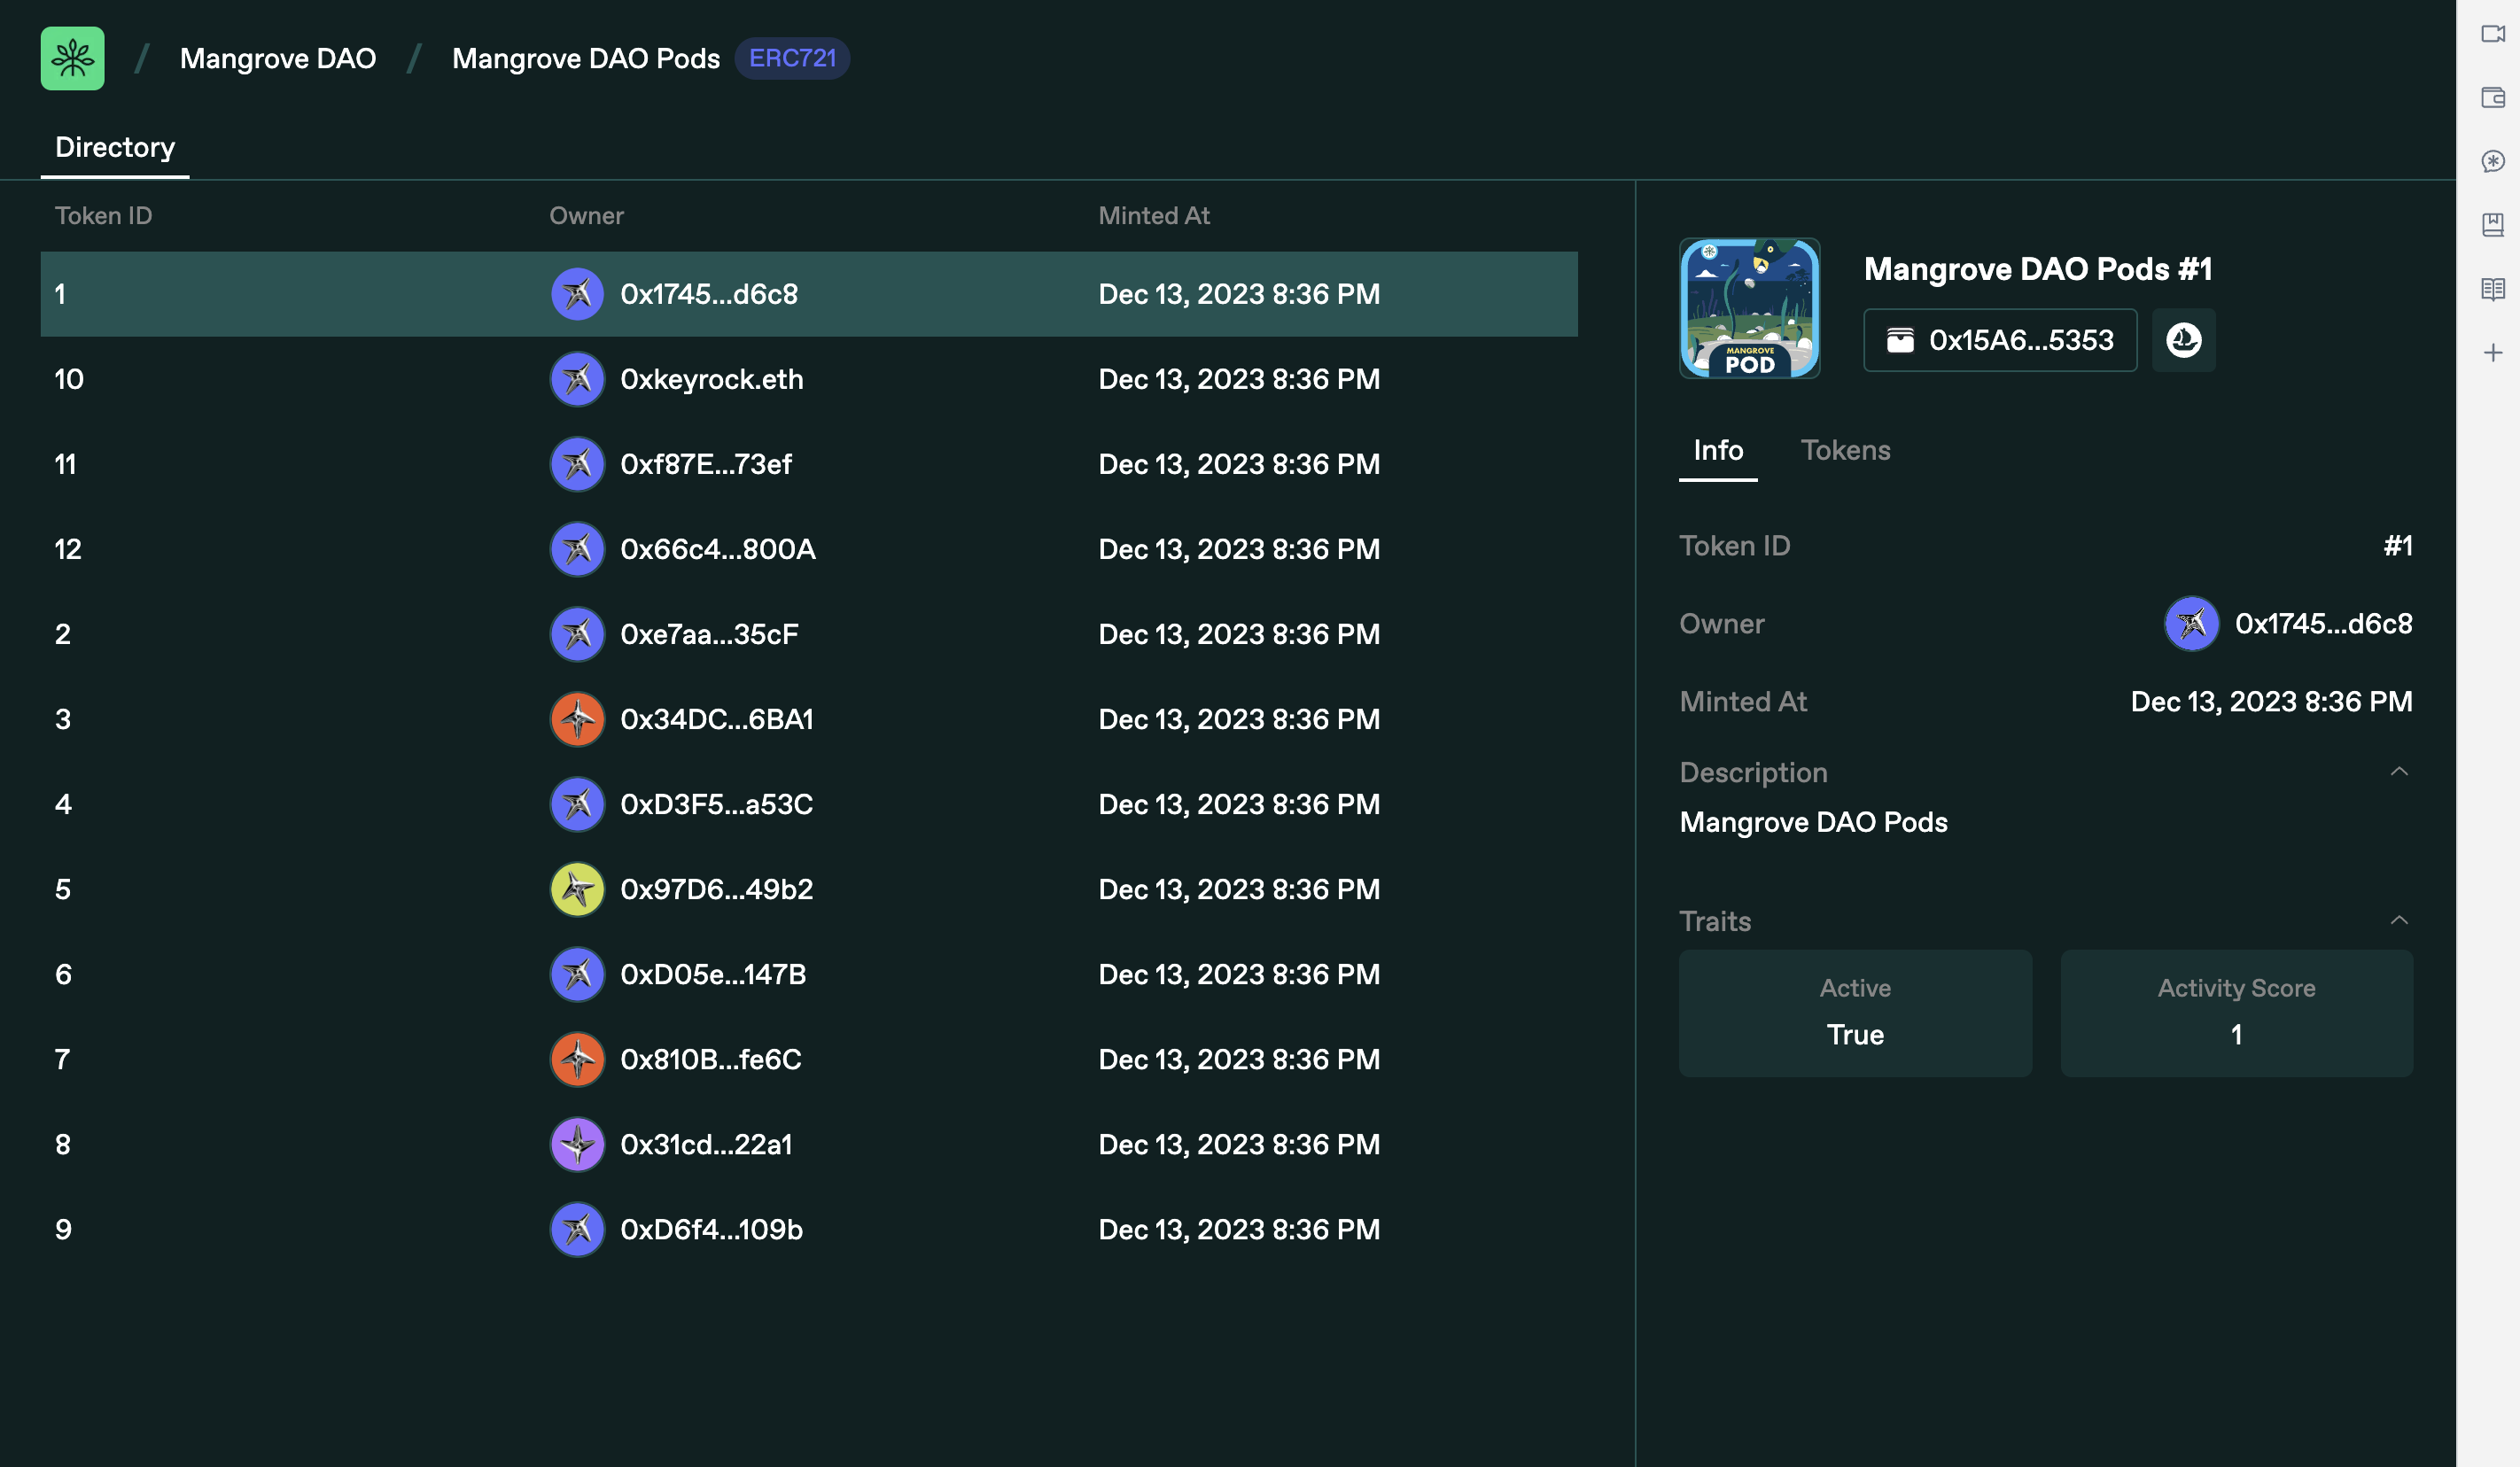 / Mangrove DAO / Mangrove DAO Pods ERC721
Directory
Token ID Owner Minted At
1 0x1745...d6c8 Dec 13, 2023 8:36 PM
10 0xkeyrock.eth Dec 13, 2023 8:36 PM
11 0xf87E...73ef Dec 13, 2023 8:36 PM
12 0x66c4...800A Dec 13, 2023 8:36 PM
2 0xe7aa...35cF Dec 13, 2023 8:36 PM
3 0x34DC...6BA1 Dec 13, 2023 8:36 PM
4 0xD3F5...a53C Dec 13, 2023 8:36 PM
5 0x97D6...49b2 Dec 13, 2023 8:36 PM
6 0xD05e...147B Dec 13, 2023 8:36 PM
7 0x810B...fe6C Dec 13, 2023 8:36 PM
8 0x31cd...22a1 Dec 13, 2023 8:36 PM
9 0xD6f4...109b Dec 13, 2023 8:36 PM
MANGROVE
POD
Mangrove DAO Pods #1
0x15A6...5353
Info Tokens
Token ID #1
Owner 0x1745...d6c8
Minted At Dec 13, 2023 8:36 PM
Description
Mangrove DAO Pods
Traits
Active Activity Score
True 1